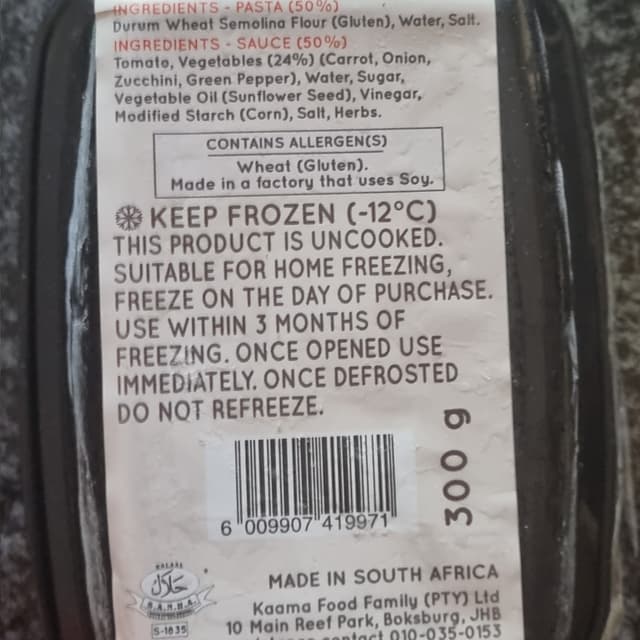 INGREDIENTS - PASTA (50%)
Durum Wheat Semolina Flour (Gluten), Water, Salt.
INGREDIENTS - SAUCE (50%)
Tomato, Vegetables (24%) (Carrot, Onion,
Zucchini, Green Pepper), Water, Sugar,
Vegetable Oil (Sunflower Seed), Vinegar,
Modified Starch (Corn), Salt, Herbs.
CONTAINS ALLERGEN(S)
Wheat (Gluten).
Made in a factory that uses Soy.
KEEP FROZEN (-12°C)
THIS PRODUCT IS UNCOOKED.
SUITABLE FOR HOME FREEZING,
FREEZE ON THE DAY OF PURCHASE.
USE WITHIN 3 MONTHS OF
FREEZING. ONCE OPENED USE
IMMEDIATELY. ONCE DEFROSTED
DO NOT REFREEZE.
300 g
6 009907 419971
HALAAL
حلال
S.A.N.H.A.
S-1835
MADE IN SOUTH AFRICA
Kaama Food Family (PTY) Ltd
10 Main Reef Park, Boksburg, JHB
contact 010-035-0153